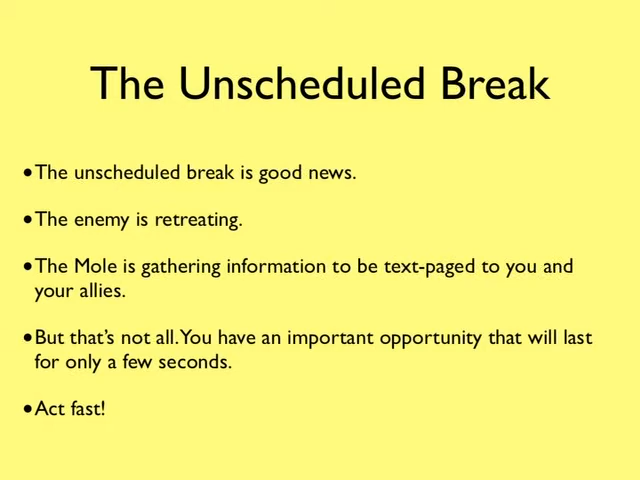 The Unscheduled Break
•The unscheduled break is good news.
•The enemy is retreating.
•The Mole is gathering information to be text-paged to you and
your allies.
•But that’s not all. You have an important opportunity that will last
for only a few seconds.
•Act fast!